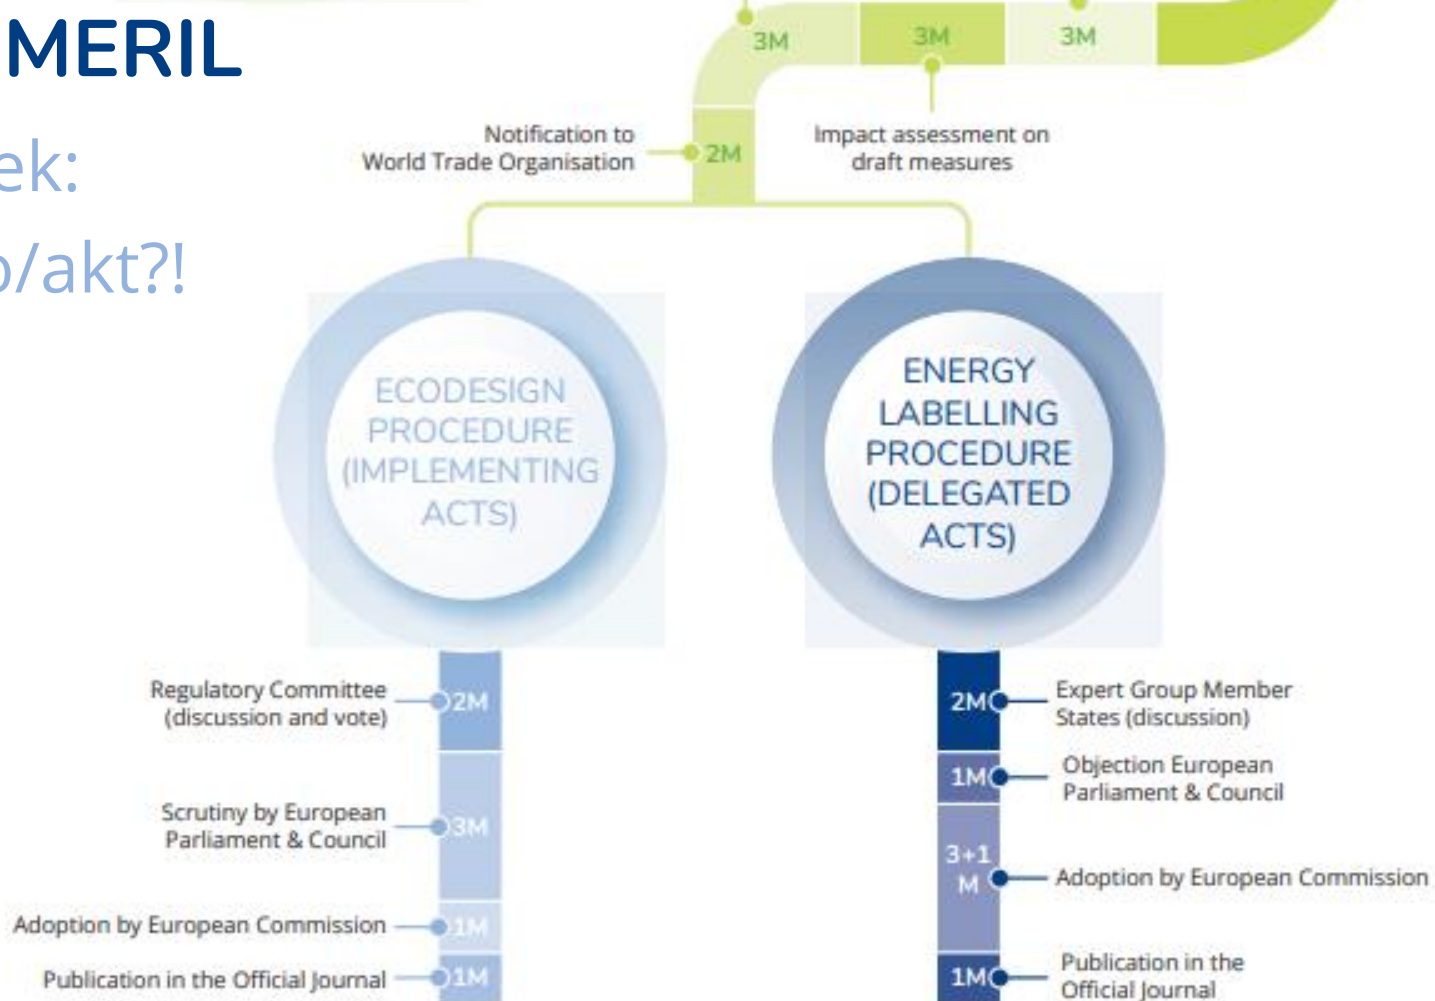 MERIL
ek:
o/akt?!
3M
3M
3M
Notification to
World Trade Organisation
2M
Impact assessment on
draft measures
ECODESIGN
PROCEDURE
(IMPLEMENTING
ACTS)
ENERGY
LABELLING
PROCEDURE
(DELEGATED
ACTS)
Regulatory Committee
(discussion and vote)
2M
Scrutiny by European
Parliament & Council
3M
Adoption by European Commission
1M
Publication in the Official Journal
1M
2M
Expert Group Member
States (discussion)
1M
Objection European
Parliament & Council
3+1
M
Adoption by European Commission
1M
Publication in the
Official Journal